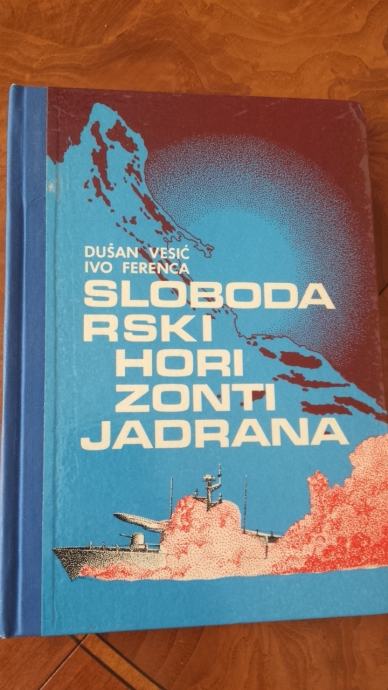 DUŠAN VESIĆ
IVO FERENCA
SLOBODA
RSKI
HORI
ZONTI
JADRANA